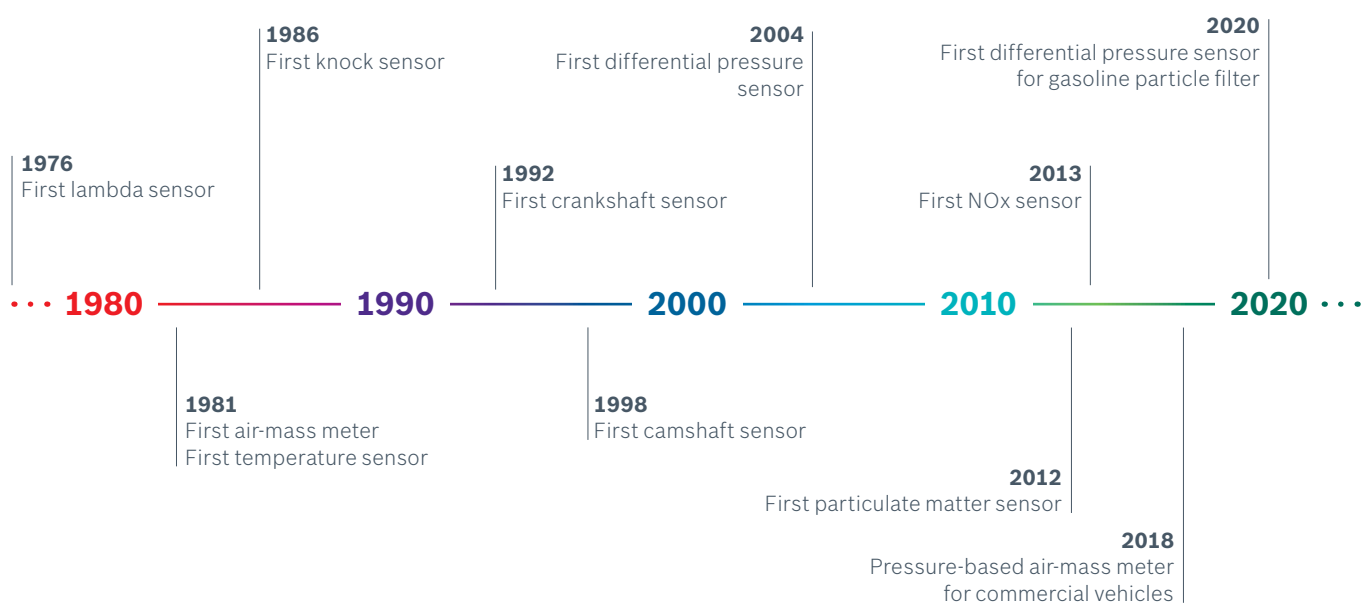 1986
First knock sensor
2004
First differential pressure
sensor
2020
First differential pressure sensor
for gasoline particle filter
1976
First lambda sensor
1992
First crankshaft sensor
2013
First NOx sensor
... 1980 1990 2000 2010 2020 ...
1981
First air-mass meter
First temperature sensor
1998
First camshaft sensor
2012
First particulate matter sensor
2018
Pressure-based air-mass meter
for commercial vehicles